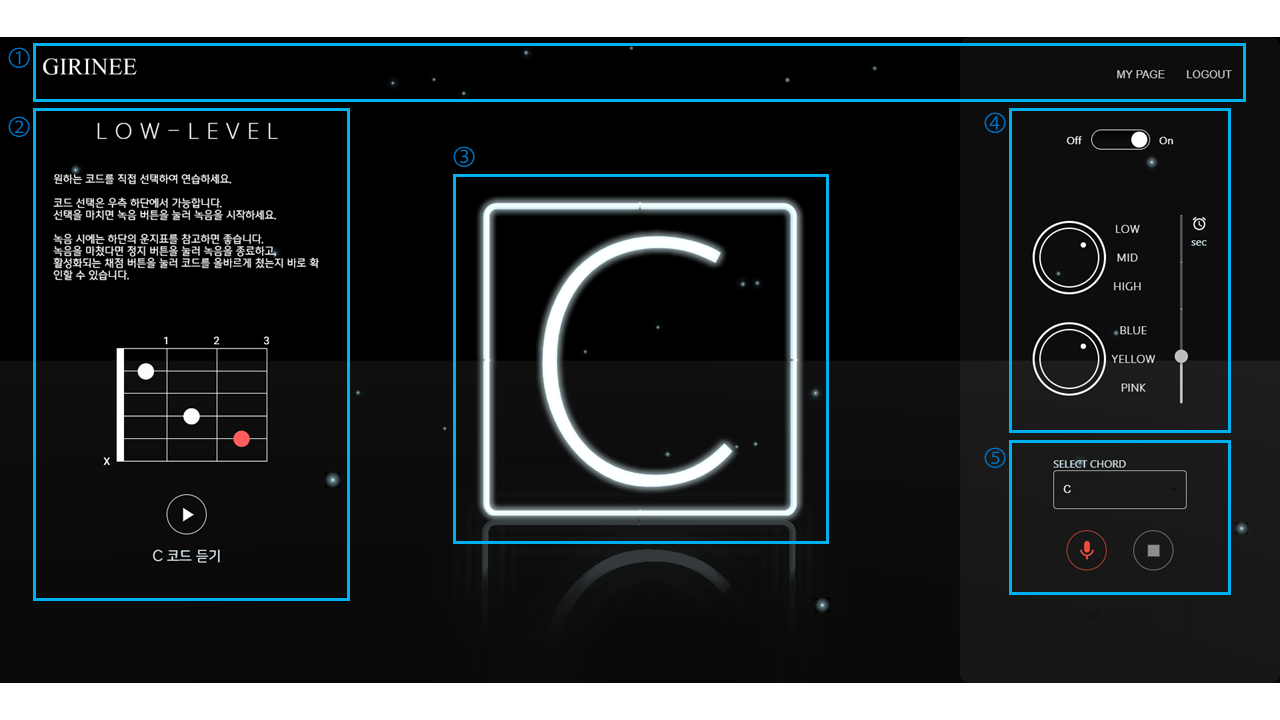 ①
GIRINEE
MY PAGE LOGOUT
②
LOW-LEVEL
원하는 코드를 직접 선택하여 연습하세요.
코드 선택은 우측 하단에서 가능합니다.
선택을 마치면 녹음 버튼을 눌러 녹음을 시작하세요.
녹음 시에는 하단의 운지표를 참고하면 좋습니다.
녹음을 마쳤다면 정지 버튼을 눌러 녹음을 종료하고,
활성화되는 채점 버튼을 눌러 코드를 올바르게 쳤는지 바로 확
인할 수 있습니다.
1 2 3
X
C 코드 듣기
③
C
④
Off On
sec
LOW
MID
HIGH
BLUE
YELLOW
PINK
⑤
SELECT CHORD
C